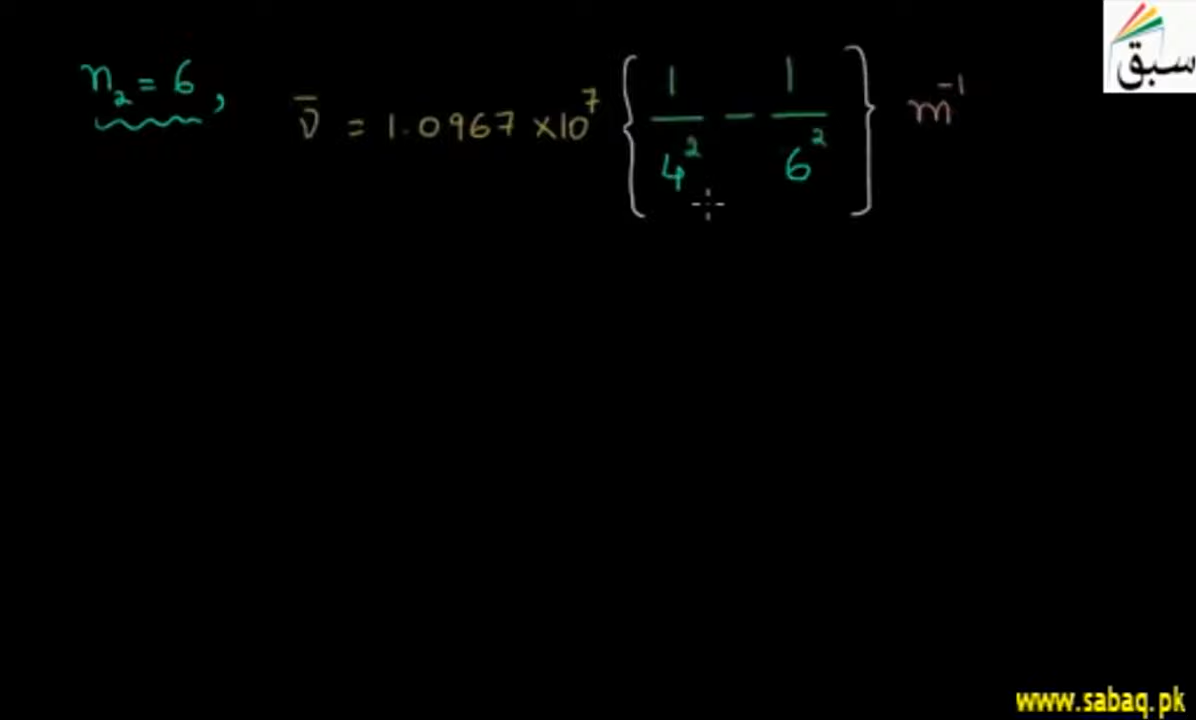 سبق
n₂ = 6, ν̄ = 1.0967 ×10⁷ { 1/4² - 1/6² } m⁻¹
www.sabaq.pk